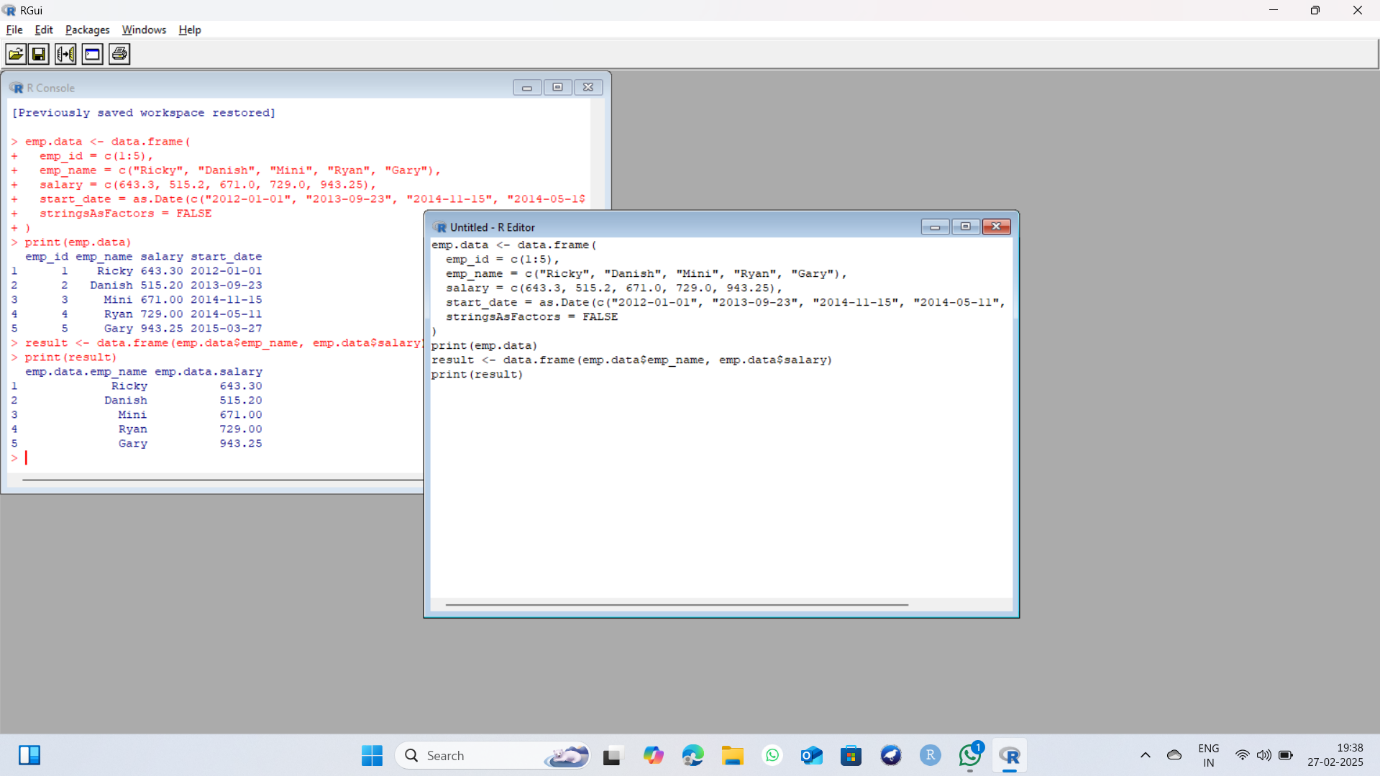 RGui
File Edit Packages Windows Help
R Console
[Previously saved workspace restored]
> emp.data <- data.frame(
+   emp_id = c(1:5),
+   emp_name = c("Ricky", "Danish", "Mini", "Ryan", "Gary"),
+   salary = c(643.3, 515.2, 671.0, 729.0, 943.25),
+   start_date = as.Date(c("2012-01-01", "2013-09-23", "2014-11-15", "2014-05-1$
+   stringsAsFactors = FALSE
+ )
> print(emp.data)
  emp_id emp_name salary start_date
1      1    Ricky 643.30 2012-01-01
2      2   Danish 515.20 2013-09-23
3      3     Mini 671.00 2014-11-15
4      4     Ryan 729.00 2014-05-11
5      5     Gary 943.25 2015-03-27
> result <- data.frame(emp.data$emp_name, emp.data$salary)
> print(result)
  emp.data.emp_name emp.data.salary
1             Ricky          643.30
2            Danish          515.20
3              Mini          671.00
4              Ryan          729.00
5              Gary          943.25
>
Untitled - R Editor
emp.data <- data.frame(
  emp_id = c(1:5),
  emp_name = c("Ricky", "Danish", "Mini", "Ryan", "Gary"),
  salary = c(643.3, 515.2, 671.0, 729.0, 943.25),
  start_date = as.Date(c("2012-01-01", "2013-09-23", "2014-11-15", "2014-05-11",
  stringsAsFactors = FALSE
)
print(emp.data)
result <- data.frame(emp.data$emp_name, emp.data$salary)
print(result)
Search
1
ENG
IN
19:38
27-02-2025